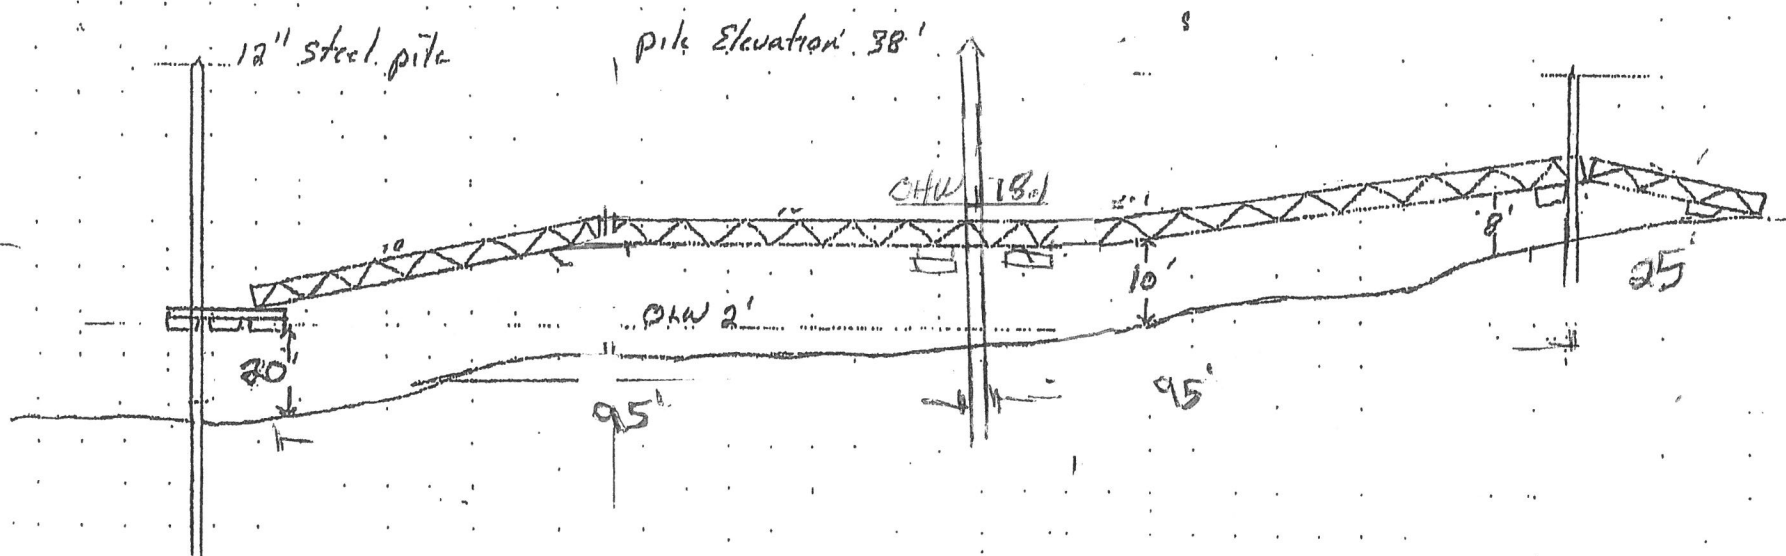 12" Steel pile
pile Elevation 38'
OHW 18'
8'
10'
25'
OLW 2'
20'
95'
95'